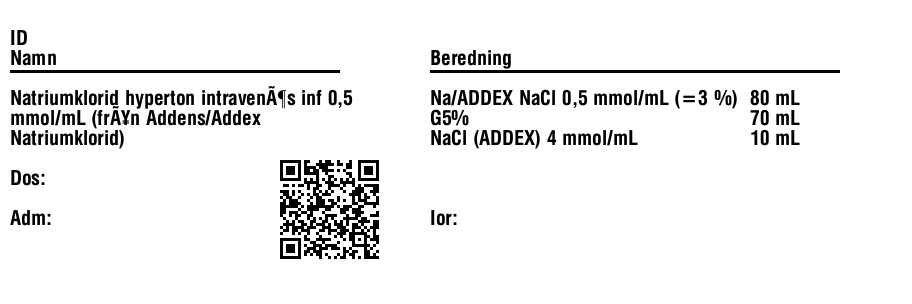 ID
Namn
Beredning
Natriumklorid hyperton intravenÃ¶s inf 0,5
mmol/mL (frÃ¥n Addens/Addex
Natriumklorid)
Na/ADDEX NaCl 0,5 mmol/mL (=3 %) 80 mL
G5% 70 mL
NaCl (ADDEX) 4 mmol/mL 10 mL
Dos:
Adm:
Ior: